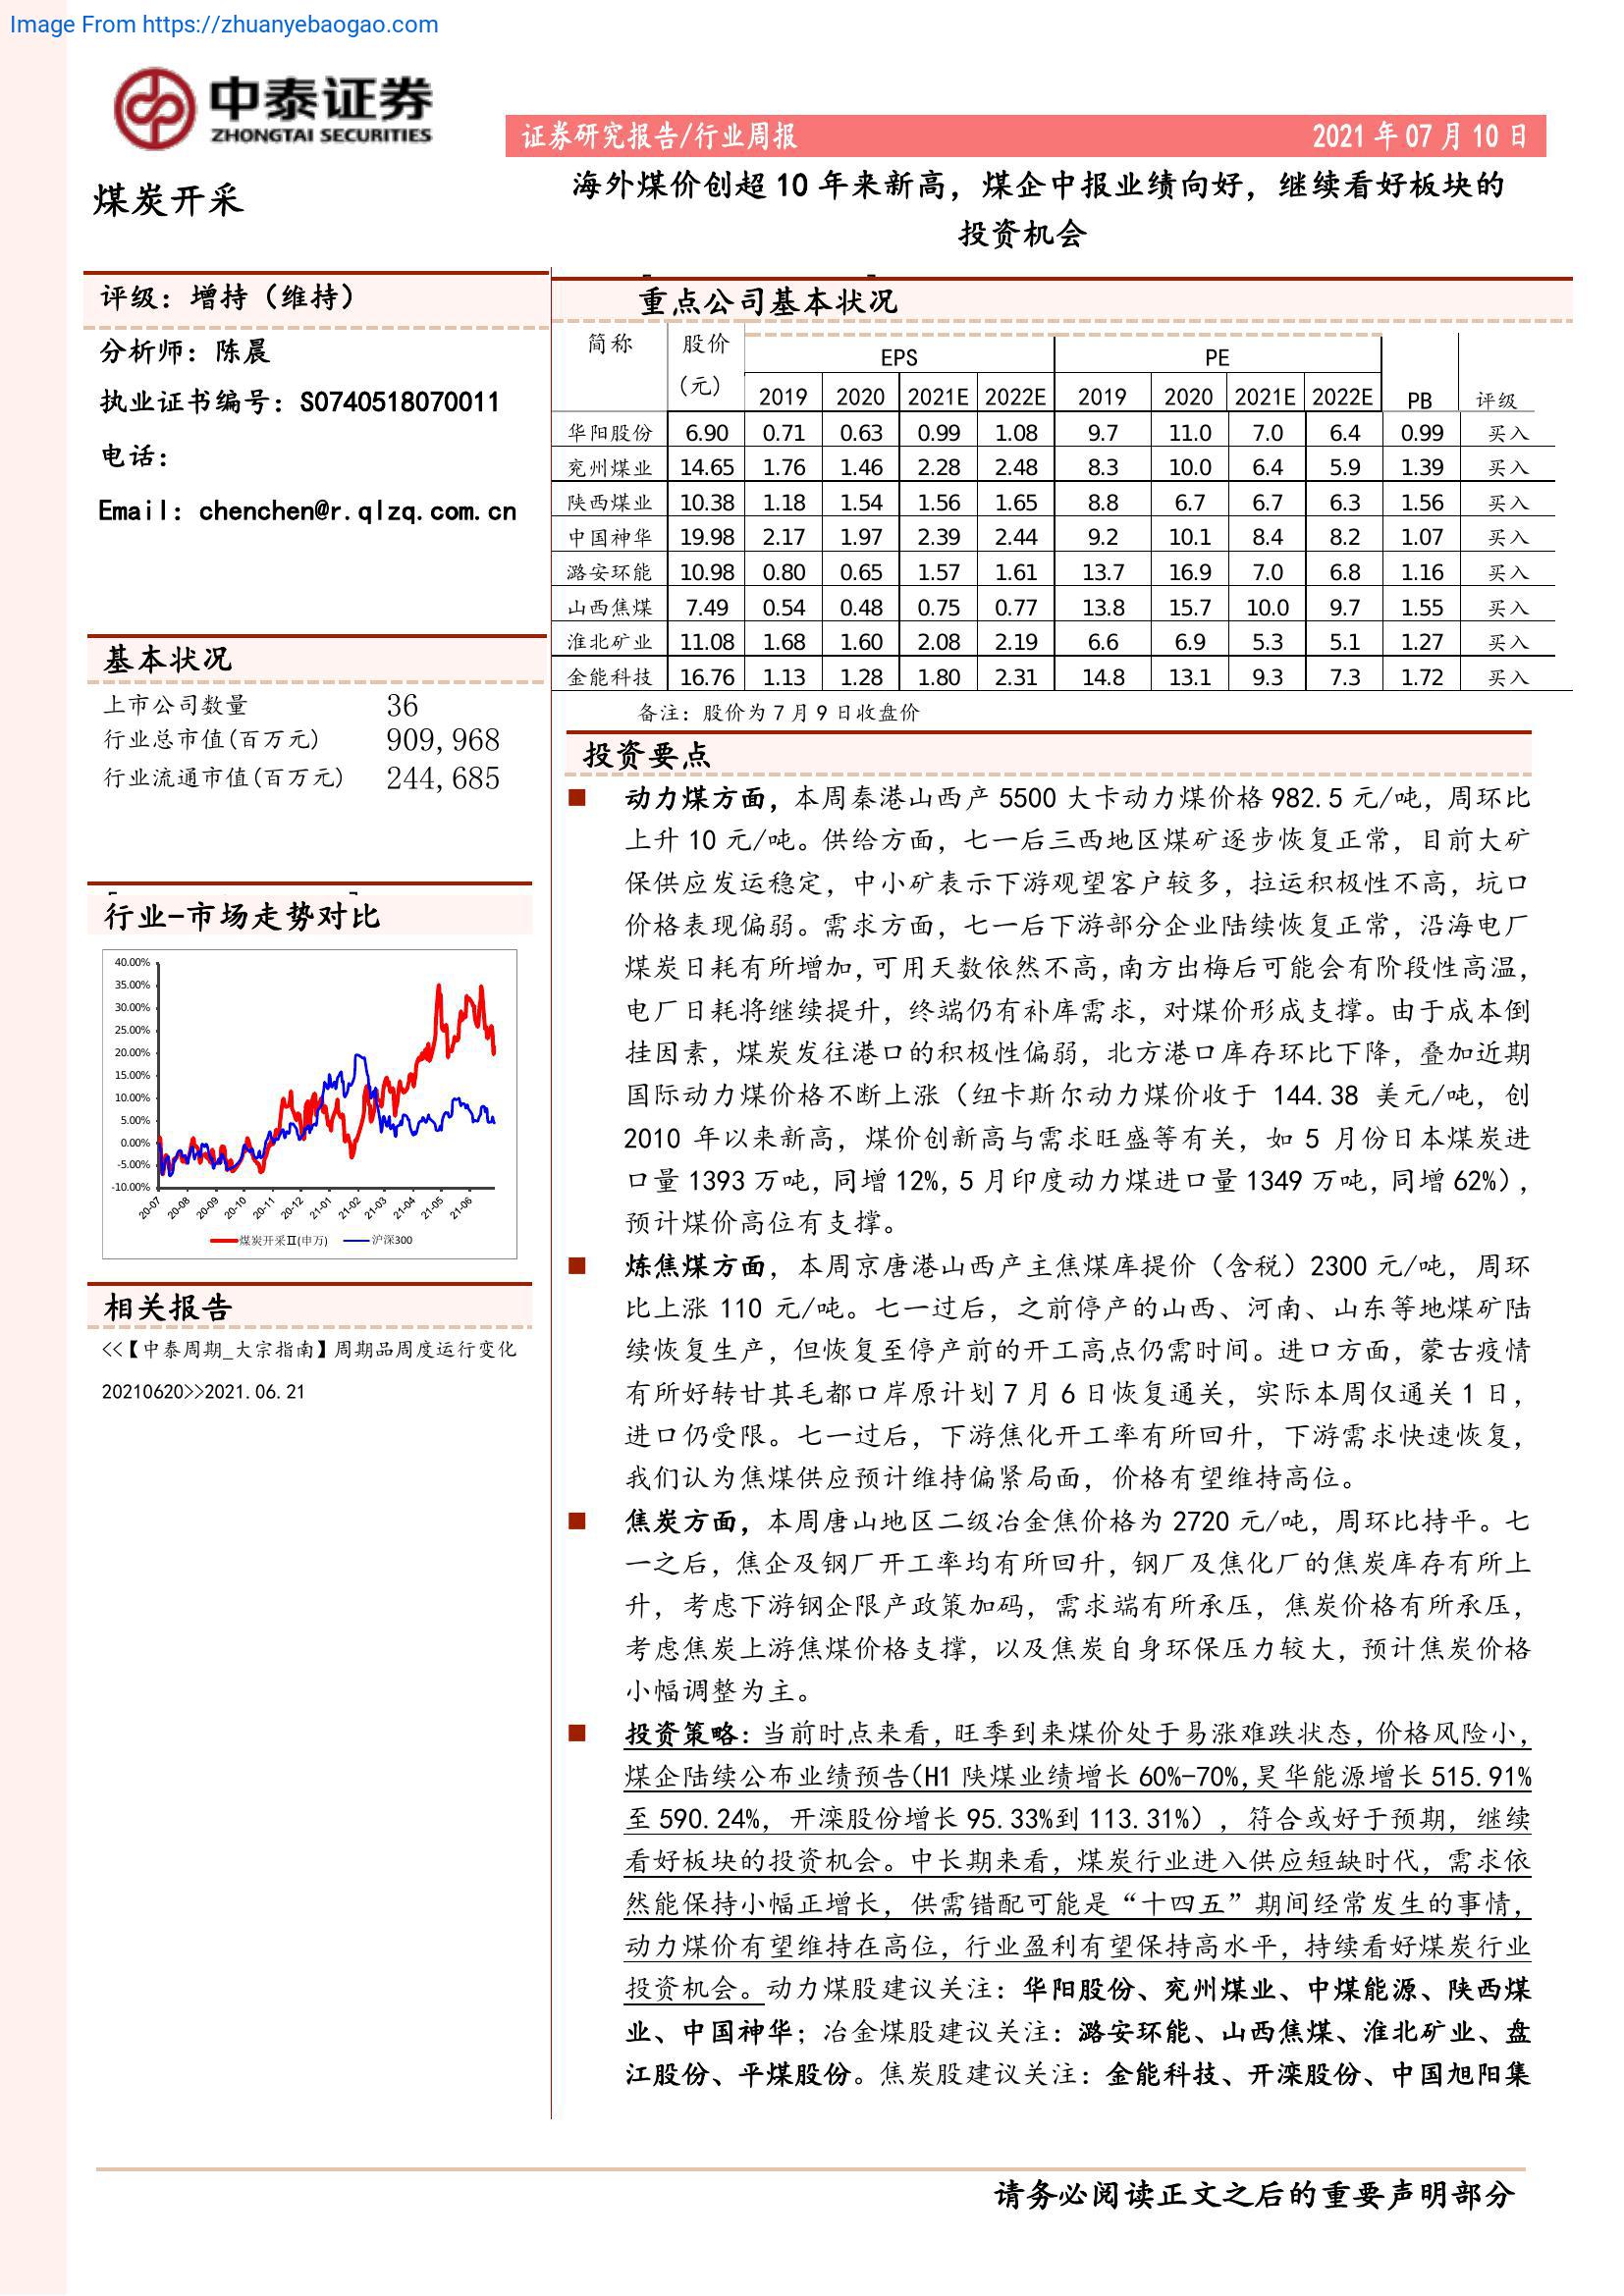 Image From https://zhuanyebaogao.com
中泰证券
ZHONGTAI SECURITIES
证券研究报告/行业周报 2021 年 07 月 10 日
煤炭开采
海外煤价创超 10 年来新高，煤企中报业绩向好，继续看好板块的
投资机会
评级：增持（维持）
分析师：陈晨
执业证书编号：S0740518070011
电话：
Email：chenchen@r.qlzq.com.cn
基本状况
上市公司数量 36
行业总市值(百万元) 909,968
行业流通市值(百万元) 244,685
行业-市场走势对比
40.00%
35.00%
30.00%
25.00%
20.00%
15.00%
10.00%
5.00%
0.00%
-5.00%
-10.00%
20-07 20-08 20-09 20-10 20-11 20-12 21-01 21-02 21-03 21-04 21-05 21-06
煤炭开采Ⅱ(申万) 沪深300
相关报告
<<【中泰周期_大宗指南】周期品周度运行变化
20210620>>2021.06.21
重点公司基本状况
简称 股价 EPS PE
(元) 2019 2020 2021E 2022E 2019 2020 2021E 2022E PB 评级
华阳股份 6.90 0.71 0.63 0.99 1.08 9.7 11.0 7.0 6.4 0.99 买入
兖州煤业 14.65 1.76 1.46 2.28 2.48 8.3 10.0 6.4 5.9 1.39 买入
陕西煤业 10.38 1.18 1.54 1.56 1.65 8.8 6.7 6.7 6.3 1.56 买入
中国神华 19.98 2.17 1.97 2.39 2.44 9.2 10.1 8.4 8.2 1.07 买入
潞安环能 10.98 0.80 0.65 1.57 1.61 13.7 16.9 7.0 6.8 1.16 买入
山西焦煤 7.49 0.54 0.48 0.75 0.77 13.8 15.7 10.0 9.7 1.55 买入
淮北矿业 11.08 1.68 1.60 2.08 2.19 6.6 6.9 5.3 5.1 1.27 买入
金能科技 16.76 1.13 1.28 1.80 2.31 14.8 13.1 9.3 7.3 1.72 买入
备注：股价为 7 月 9 日收盘价
投资要点
动力煤方面，本周秦港山西产 5500 大卡动力煤价格 982.5 元/吨，周环比
上升 10 元/吨。供给方面，七一后三西地区煤矿逐步恢复正常，目前大矿
保供应发运稳定，中小矿表示下游观望客户较多，拉运积极性不高，坑口
价格表现偏弱。需求方面，七一后下游部分企业陆续恢复正常，沿海电厂
煤炭日耗有所增加，可用天数依然不高，南方出梅后可能会有阶段性高温，
电厂日耗将继续提升，终端仍有补库需求，对煤价形成支撑。由于成本倒
挂因素，煤炭发往港口的积极性偏弱，北方港口库存环比下降，叠加近期
国际动力煤价格不断上涨（纽卡斯尔动力煤价收于 144.38 美元/吨，创
2010 年以来新高，煤价创新高与需求旺盛等有关，如 5 月份日本煤炭进
口量 1393 万吨，同增 12%，5 月印度动力煤进口量 1349 万吨，同增 62%），
预计煤价高位有支撑。
炼焦煤方面，本周京唐港山西产主焦煤库提价（含税）2300 元/吨，周环
比上涨 110 元/吨。七一过后，之前停产的山西、河南、山东等地煤矿陆
续恢复生产，但恢复至停产前的开工高点仍需时间。进口方面，蒙古疫情
有所好转甘其毛都口岸原计划 7 月 6 日恢复通关，实际本周仅通关 1 日，
进口仍受限。七一过后，下游焦化开工率有所回升，下游需求快速恢复，
我们认为焦煤供应预计维持偏紧局面，价格有望维持高位。
焦炭方面，本周唐山地区二级冶金焦价格为 2720 元/吨，周环比持平。七
一之后，焦企及钢厂开工率均有所回升，钢厂及焦化厂的焦炭库存有所上
升，考虑下游钢企限产政策加码，需求端有所承压，焦炭价格有所承压，
考虑焦炭上游焦煤价格支撑，以及焦炭自身环保压力较大，预计焦炭价格
小幅调整为主。
投资策略：当前时点来看，旺季到来煤价处于易涨难跌状态，价格风险小，
煤企陆续公布业绩预告（H1 陕煤业绩增长 60%-70%，昊华能源增长 515.91%
至 590.24%，开滦股份增长 95.33%到 113.31%），符合或好于预期，继续
看好板块的投资机会。中长期来看，煤炭行业进入供应短缺时代，需求依
然能保持小幅正增长，供需错配可能是“十四五”期间经常发生的事情，
动力煤价有望维持在高位，行业盈利有望保持高水平，持续看好煤炭行业
投资机会。动力煤股建议关注：华阳股份、兖州煤业、中煤能源、陕西煤
业、中国神华；冶金煤股建议关注：潞安环能、山西焦煤、淮北矿业、盘
江股份、平煤股份。焦炭股建议关注：金能科技、开滦股份、中国旭阳集
请务必阅读正文之后的重要声明部分